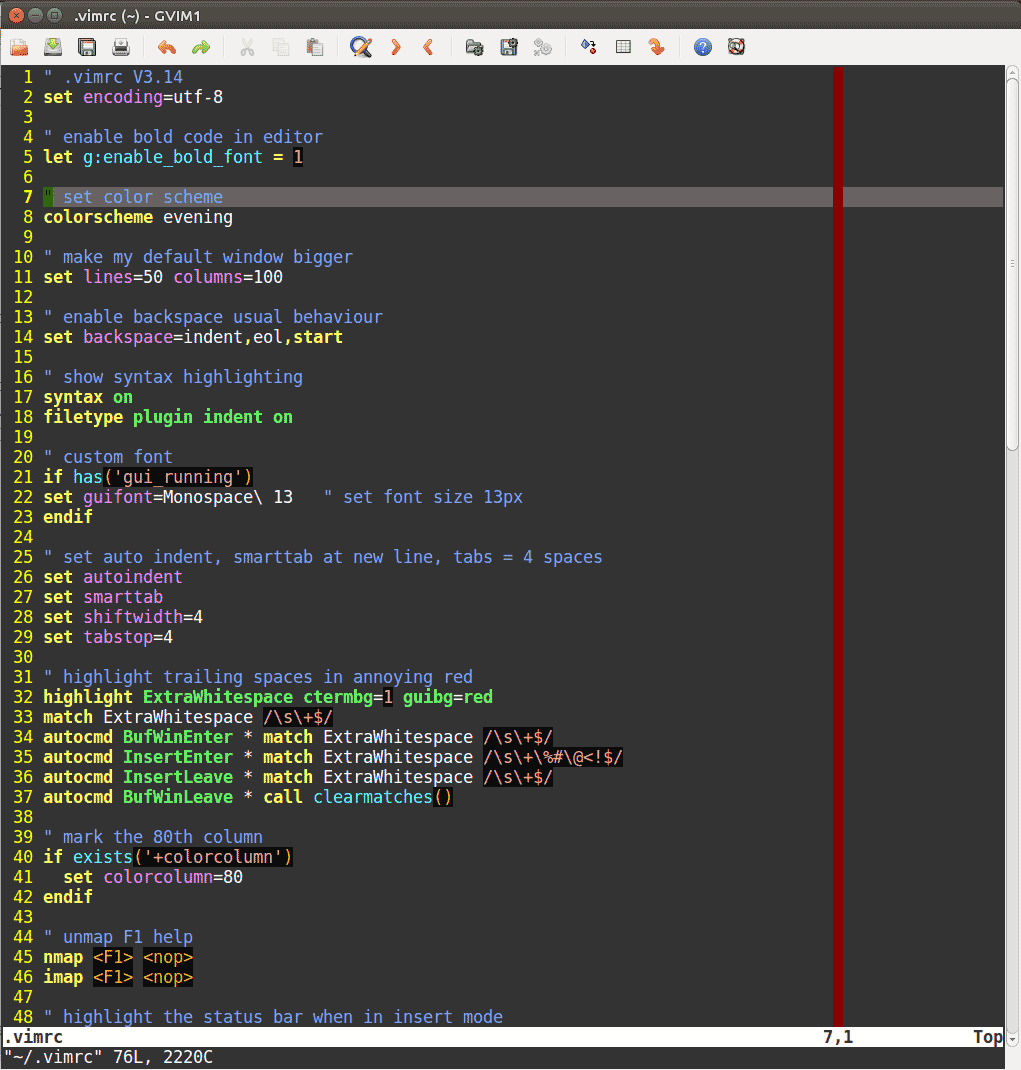 .vimrc (~) - GVIM1
1 " .vimrc V3.14
2 set encoding=utf-8
3
4 " enable bold code in editor
5 let g:enable_bold_font = 1
6
7 " set color scheme
8 colorscheme evening
9
10 " make my default window bigger
11 set lines=50 columns=100
12
13 " enable backspace usual behaviour
14 set backspace=indent,eol,start
15
16 " show syntax highlighting
17 syntax on
18 filetype plugin indent on
19
20 " custom font
21 if has('gui_running')
22 set guifont=Monospace\ 13   " set font size 13px
23 endif
24
25 " set auto indent, smarttab at new line, tabs = 4 spaces
26 set autoindent
27 set smarttab
28 set shiftwidth=4
29 set tabstop=4
30
31 " highlight trailing spaces in annoying red
32 highlight ExtraWhitespace ctermbg=1 guibg=red
33 match ExtraWhitespace /\s\+$/
34 autocmd BufWinEnter * match ExtraWhitespace /\s\+$/
35 autocmd InsertEnter * match ExtraWhitespace /\s\+\%#\@<!$/
36 autocmd InsertLeave * match ExtraWhitespace /\s\+$/
37 autocmd BufWinLeave * call clearmatches()
38
39 " mark the 80th column
40 if exists('+colorcolumn')
41   set colorcolumn=80
42 endif
43
44 " unmap F1 help
45 nmap <F1> <nop>
46 imap <F1> <nop>
47
48 " highlight the status bar when in insert mode
.vimrc 7,1 Top
"~/.vimrc" 76L, 2220C